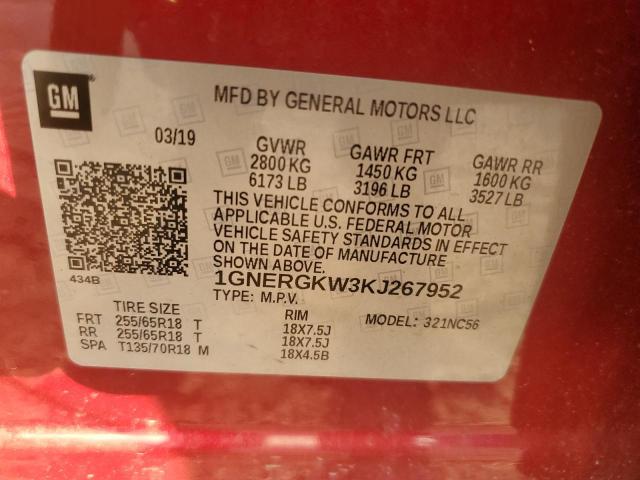 GM
MFD BY GENERAL MOTORS LLC
03/19
GVWR
2800 KG
6173 LB
GAWR FRT
1450 KG
3196 LB
GAWR RR
1600 KG
3527 LB
THIS VEHICLE CONFORMS TO ALL
APPLICABLE U.S. FEDERAL MOTOR
VEHICLE SAFETY STANDARDS IN EFFECT
ON THE DATE OF MANUFACTURE
SHOWN ABOVE.
434B
1GNERGKW3KJ267952
TYPE: M.P.V.
MODEL: 321NC56
TIRE SIZE
RIM
FRT 255/65R18 T 18X7.5J
RR 255/65R18 T 18X7.5J
SPA T135/70R18 M 18X4.5B